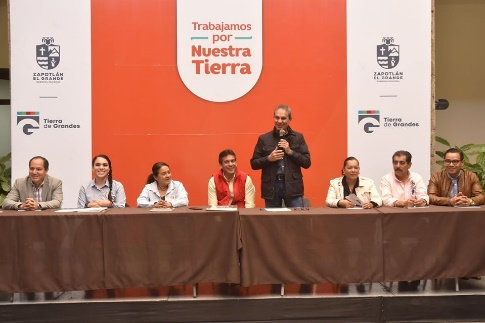 Trabajamos
por
Nuestra
Tierra
ZAPOTLÁN
EL GRANDE
Tierra
de Grandes
ZAPOTLÁN
EL GRANDE
Tierra
de Grandes